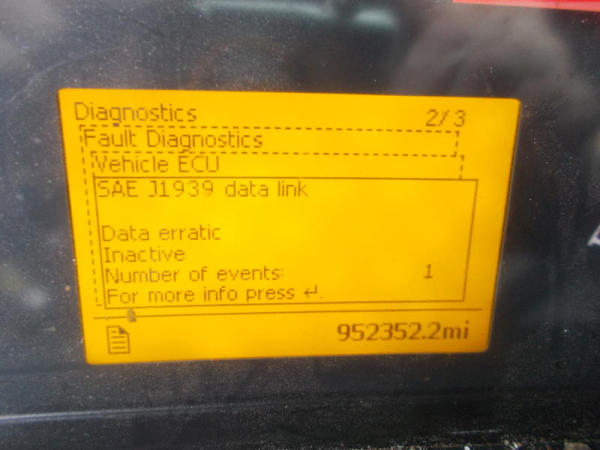 Diagnostics 2/3
Fault Diagnostics
Vehicle ECU
SAE J1939 data link
Data erratic
Inactive
Number of events: 1
For more info press ↵.
952352.2mi